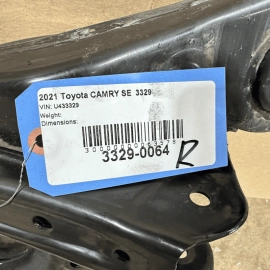 2021 Toyota CAMRY SE 3329
VIN: U433329
Weight:
Dimensions:
3329-0064
R